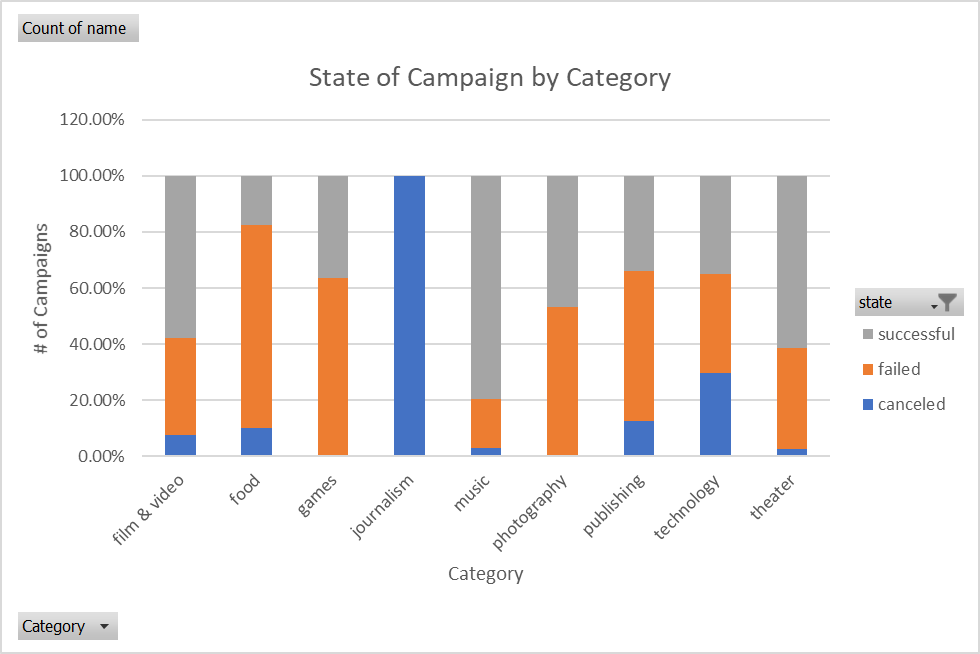 Count of name
State of Campaign by Category
120.00%
100.00%
80.00%
60.00%
40.00%
20.00%
0.00%
# of Campaigns
film & video
food
games
journalism
music
photography
publishing
technology
theater
Category
state
successful
failed
canceled
Category